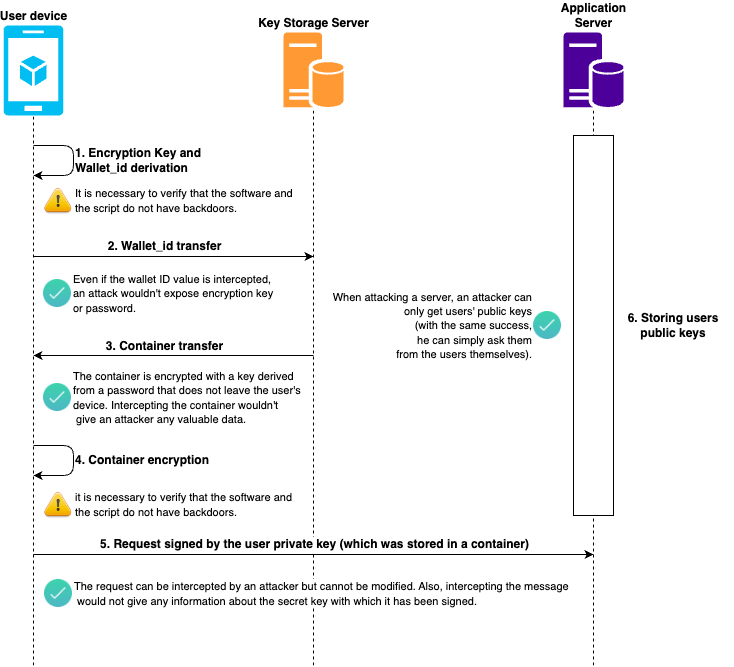 User device
Key Storage Server
Application
Server
1. Encryption Key and
Wallet_id derivation
It is necessary to verify that the software and
the script do not have backdoors.
2. Wallet_id transfer
Even if the wallet ID value is intercepted,
an attack wouldn't expose encryption key
or password.
When attacking a server, an attacker can
only get users' public keys
(with the same success,
he can simply ask them
from the users themselves).
6. Storing users
public keys
3. Container transfer
The container is encrypted with a key derived
from a password that does not leave the user's
device. Intercepting the container wouldn't
give an attacker any valuable data.
4. Container encryption
it is necessary to verify that the software and
the script do not have backdoors.
5. Request signed by the user private key (which was stored in a container)
The request can be intercepted by an attacker but cannot be modified. Also, intercepting the message
would not give any information about the secret key with which it has been signed.